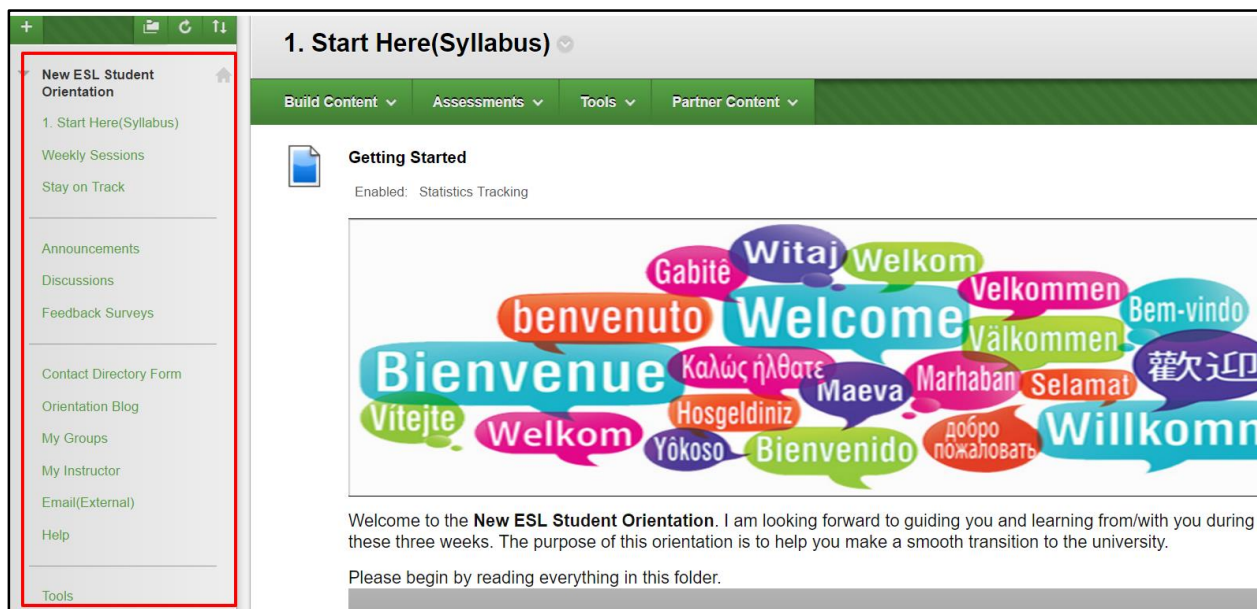 New ESL Student
Orientation
1. Start Here(Syllabus)
Weekly Sessions
Stay on Track
Announcements
Discussions
Feedback Surveys
Contact Directory Form
Orientation Blog
My Groups
My Instructor
Email(External)
Help
Tools
1. Start Here(Syllabus)
Build Content
Assessments
Tools
Partner Content
Getting Started
Enabled: Statistics Tracking
Gabitê
Witaj
Welkom
benvenuto
Welcome
Velkommen
Välkommen
Bem-vindo
Bienvenue
Καλώς ήλθατε
Maeva
Marhaban
Selamat
歡迎
Vítejte
Welkom
Hosgeldiniz
Yôkoso
Bienvenido
добро
пожаловать
Willkomm
Welcome to the New ESL Student Orientation. I am looking forward to guiding you and learning from/with you during
these three weeks. The purpose of this orientation is to help you make a smooth transition to the university.
Please begin by reading everything in this folder.